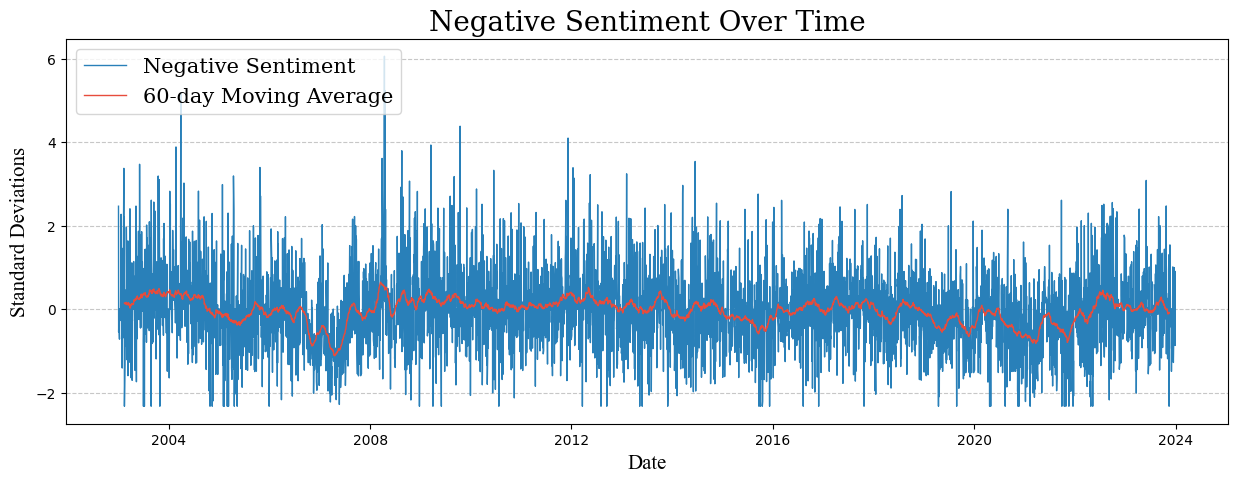 Negative Sentiment Over Time
Negative Sentiment
60-day Moving Average
Standard Deviations
6
4
2
0
−2
2004
2008
2012
2016
2020
2024
Date